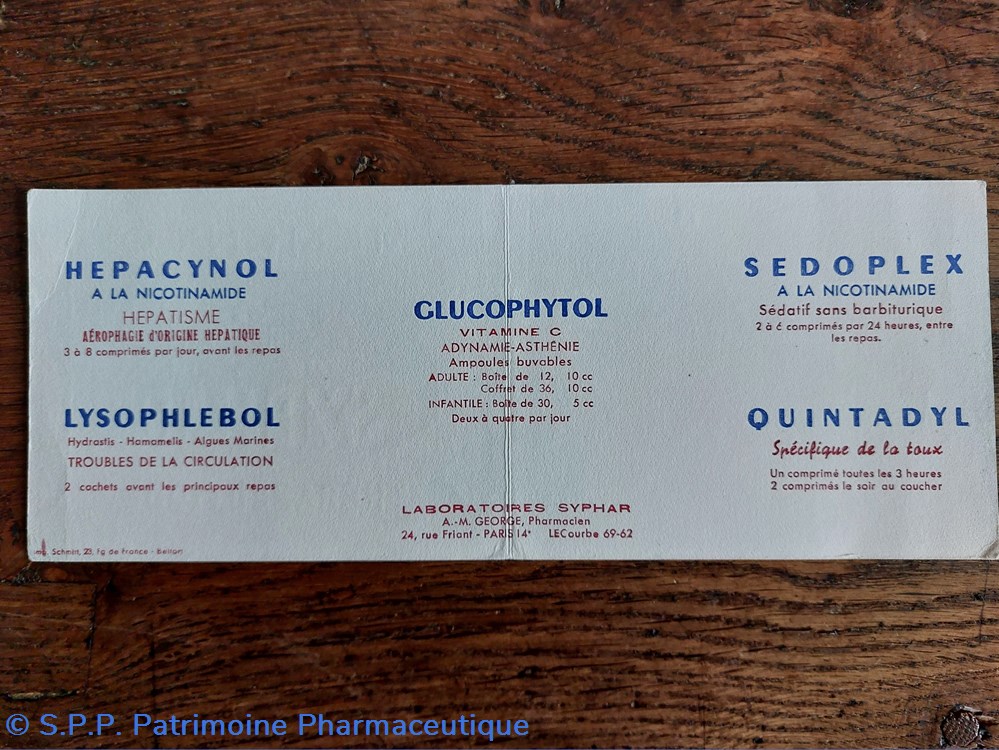 HEPACYNOL
A LA NICOTINAMIDE
HEPATISME
AÉROPHAGIE d'ORIGINE HEPATIQUE
3 à 8 comprimés par jour, avant les repas
LYSOPHLEBOL
Hydrastis - Hamamelis - Algues Marines
TROUBLES DE LA CIRCULATION
2 cachets avant les principaux repas
Schmitt, 23, Fg de France - Belfort
GLUCOPHYTOL
VITAMINE C
ADYNAMIE-ASTHÉNIE
Ampoules buvables
ADULTE : Boîte de 12, 10 cc
Coffret de 36, 10 cc
INFANTILE : Boîte de 30, 5 cc
Deux à quatre par jour
LABORATOIRES SYPHAR
A.-M. GEORGE, Pharmacien
24, rue Friant - PARIS 14e LECourbe 69-62
SEDOPLEX
A LA NICOTINAMIDE
Sédatif sans barbiturique
2 à 6 comprimés par 24 heures, entre
les repas.
QUINTADYL
Spécifique de la toux
Un comprimé toutes les 3 heures
2 comprimés le soir au coucher
© S.P.P. Patrimoine Pharmaceutique